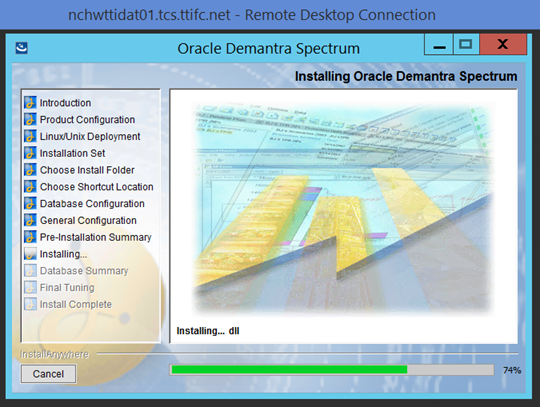 nchwttidat01.tcs.ttifc.net - Remote Desktop Connection
Oracle Demantra Spectrum
Installing Oracle Demantra Spectrum
Introduction
Product Configuration
Linux/Unix Deployment
Installation Set
Choose Install Folder
Choose Shortcut Location
Database Configuration
General Configuration
Pre-Installation Summary
Installing...
Database Summary
Final Tuning
Install Complete
Installing... dll
InstallAnywhere
Cancel
74%